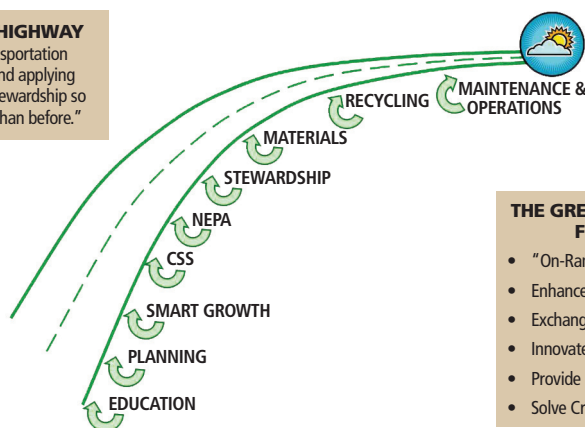 HIGHWAY
sportation
nd applying
ewardship so
han before.”
MAINTENANCE &
OPERATIONS
RECYCLING
MATERIALS
STEWARDSHIP
NEPA
CSS
SMART GROWTH
PLANNING
EDUCATION
THE GRE
F
• “On-Ran
• Enhance
• Exchang
• Innovate
• Provide
• Solve Cr